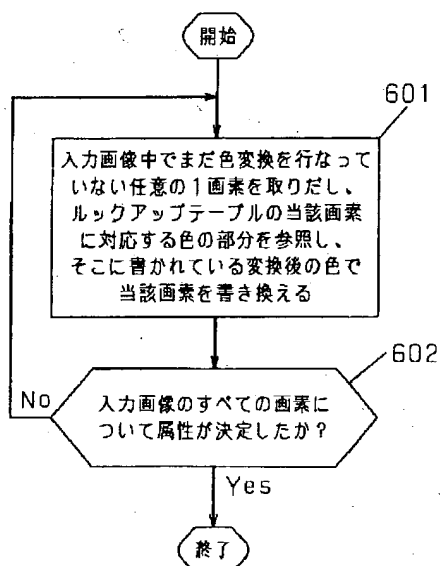 開始
601
入力画像中でまだ色変換を行なって
いない任意の1画素を取りだし、
ルックアップテーブルの当該画素
に対応する色の部分を参照し、
そこに書かれている変換後の色で
当該画素を書き換える
602
入力画像のすべての画素に
ついて属性が決定したか?
No
Yes
終了